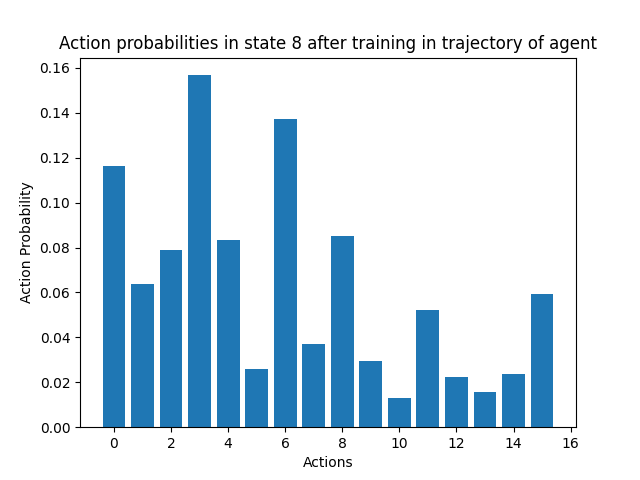 Action probabilities in state 8 after training in trajectory of agent
0.16
0.14
0.12
0.10
0.08
0.06
0.04
0.02
0.00
Action Probability
0 2 4 6 8 10 12 14 16
Actions